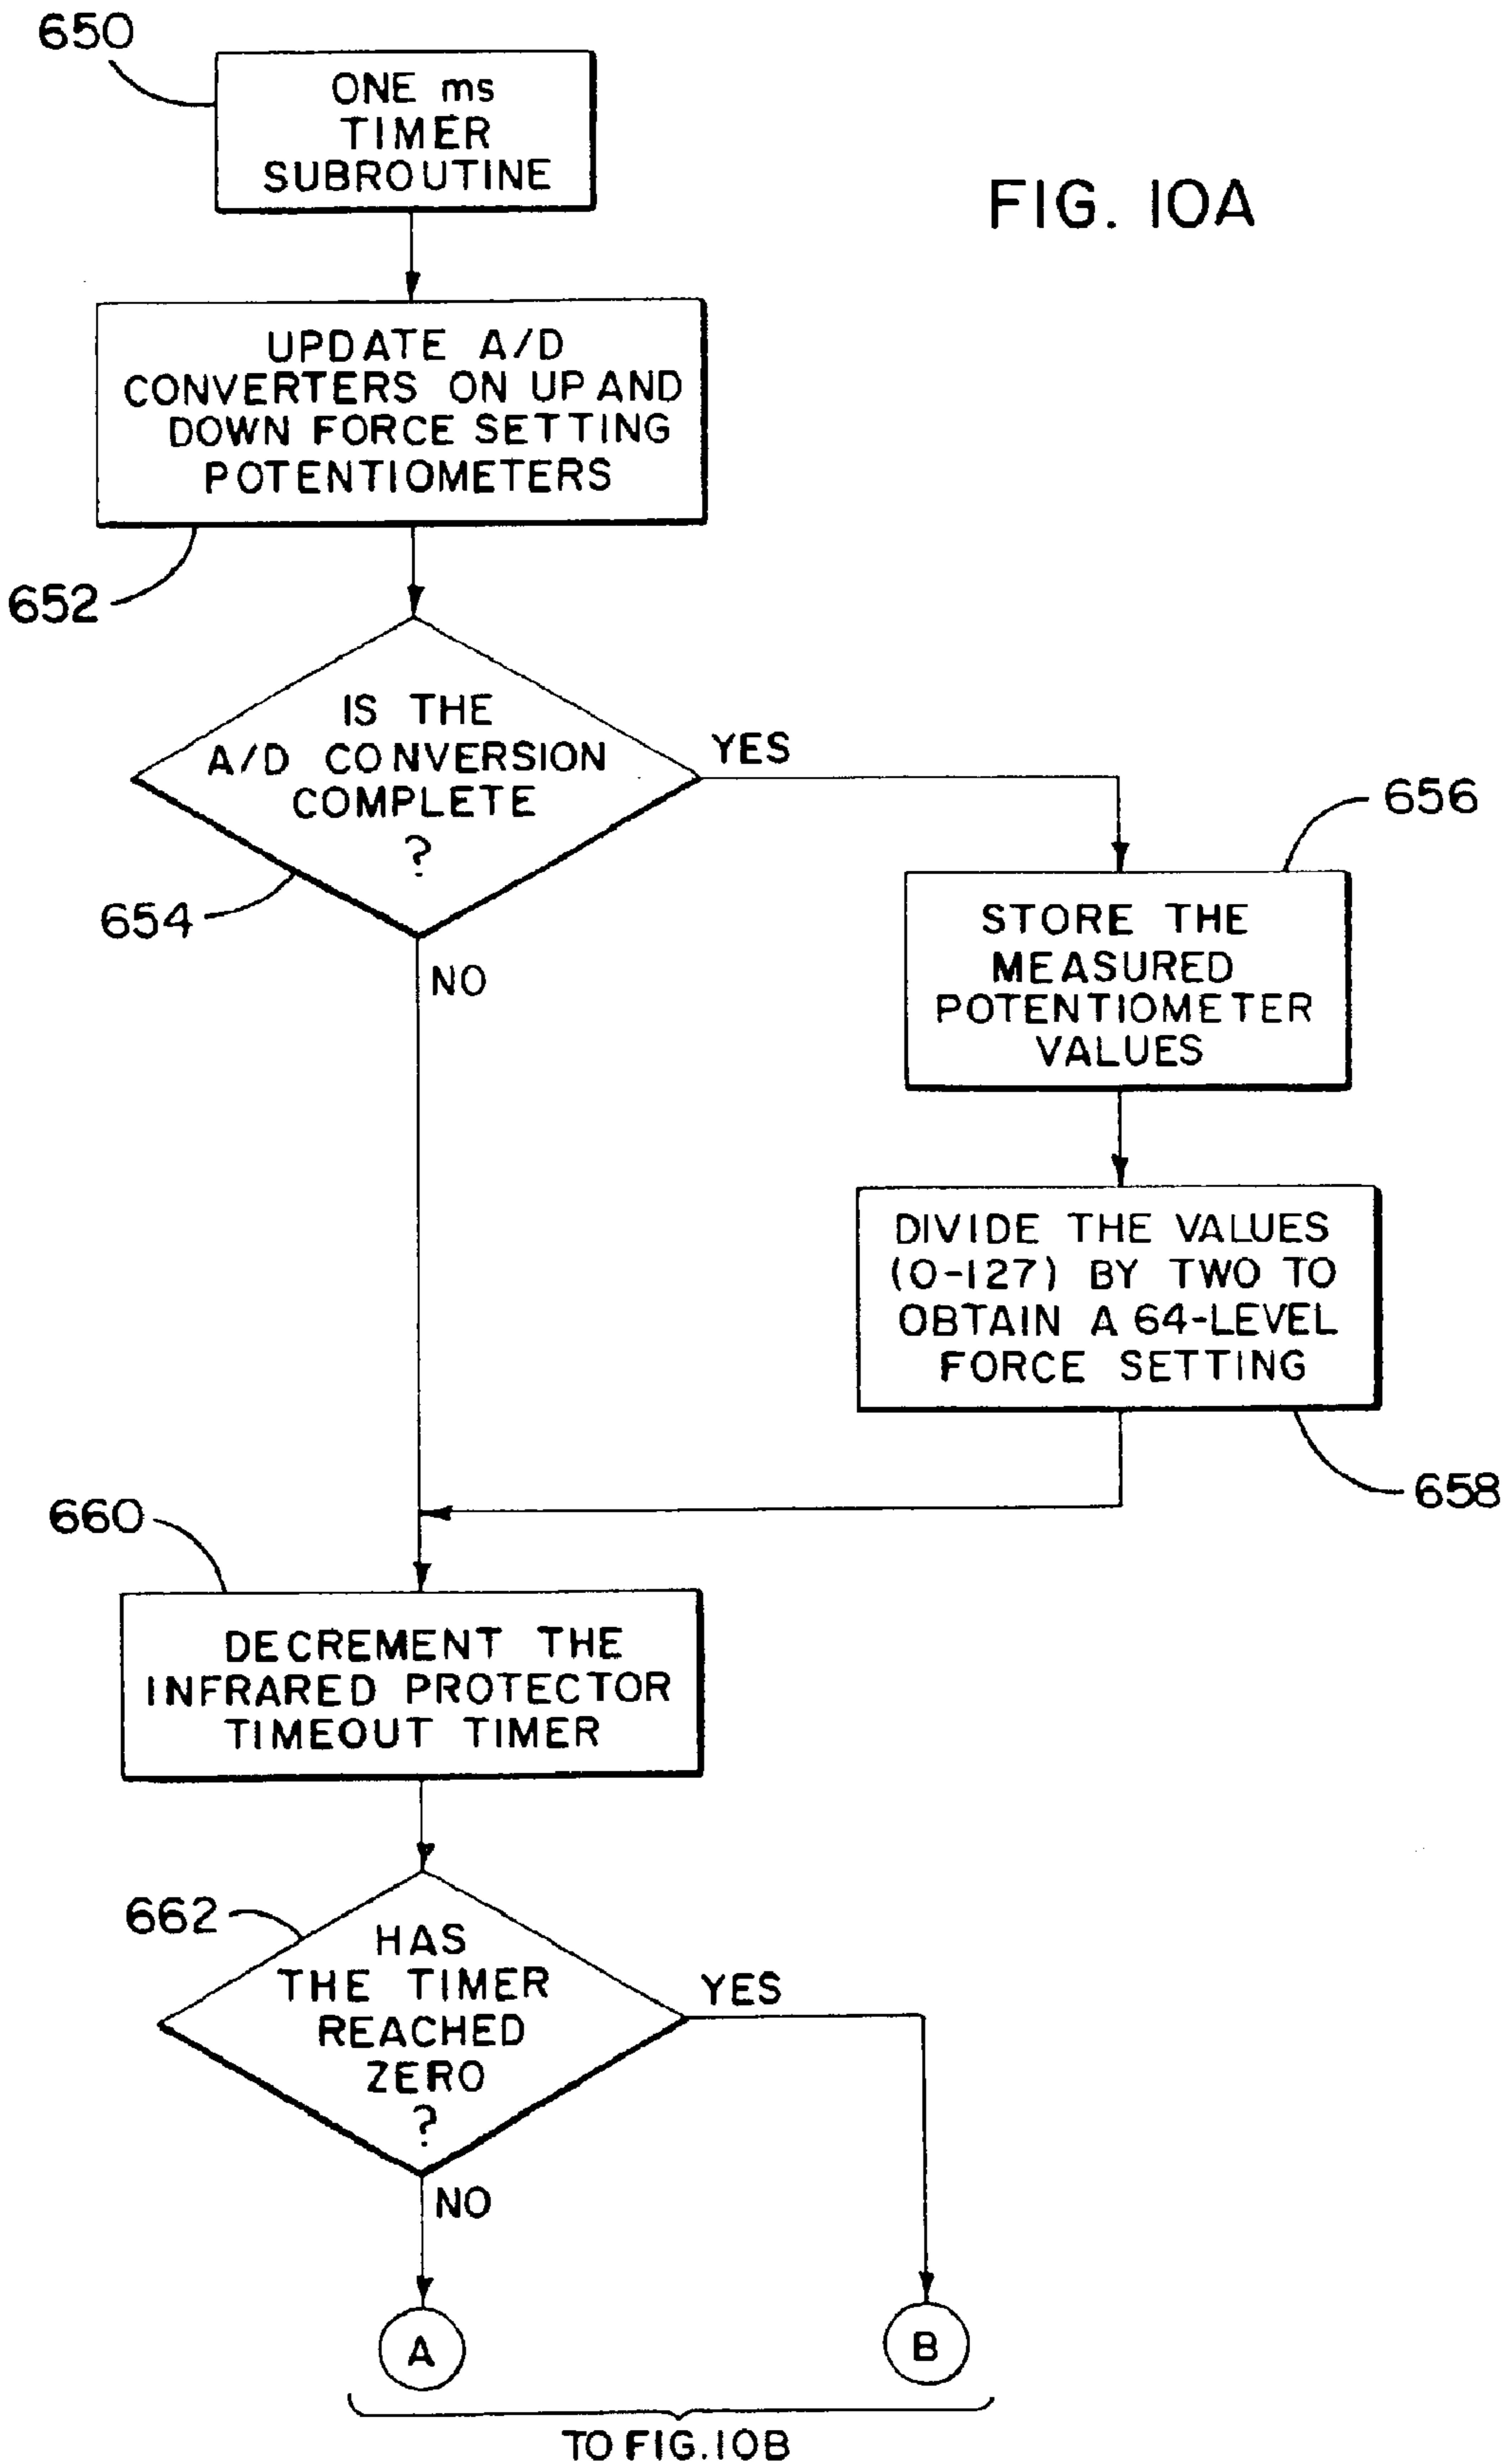 650
ONE ms
TIMER
SUBROUTINE
FIG. 10A
UPDATE A/D
CONVERTERS ON UP AND
DOWN FORCE SETTING
POTENTIOMETERS
652
IS THE
A/D CONVERSION
COMPLETE
?
YES
654
NO
656
STORE THE
MEASURED
POTENTIOMETER
VALUES
DIVIDE THE VALUES
(0-127) BY TWO TO
OBTAIN A 64-LEVEL
FORCE SETTING
658
660
DECREMENT THE
INFRARED PROTECTOR
TIMEOUT TIMER
662
HAS
THE TIMER
REACHED
ZERO
?
YES
NO
A
B
TO FIG. 10B